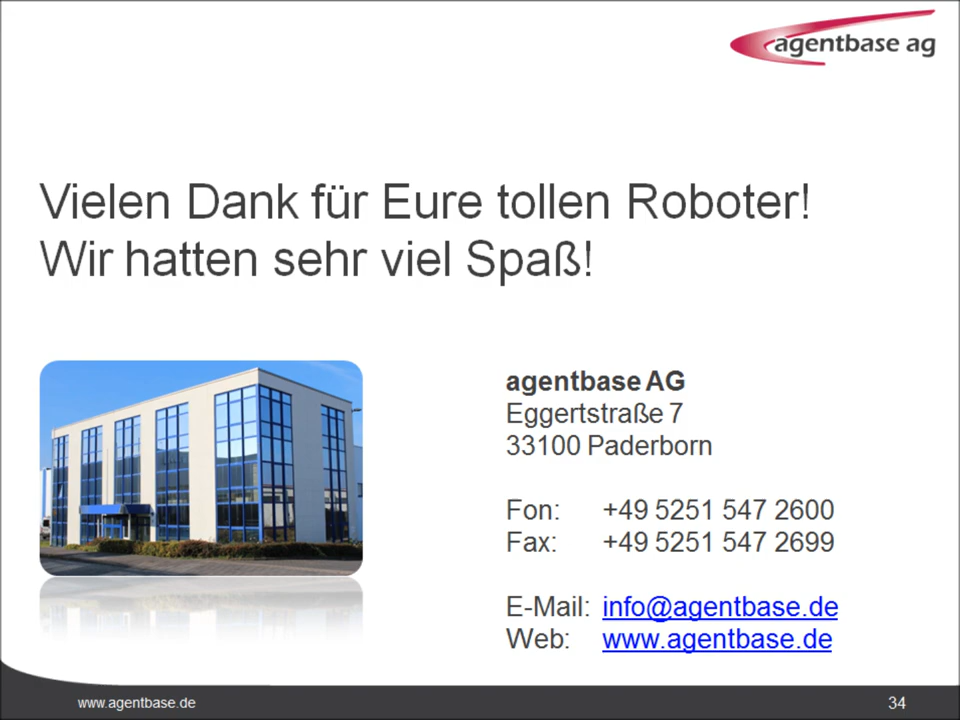 agentbase ag
Vielen Dank für Eure tollen Roboter!
Wir hatten sehr viel Spaß!
agentbase AG
Eggertstraße 7
33100 Paderborn
Fon: +49 5251 547 2600
Fax: +49 5251 547 2699
E-Mail: info@agentbase.de
Web: www.agentbase.de
www.agentbase.de
34